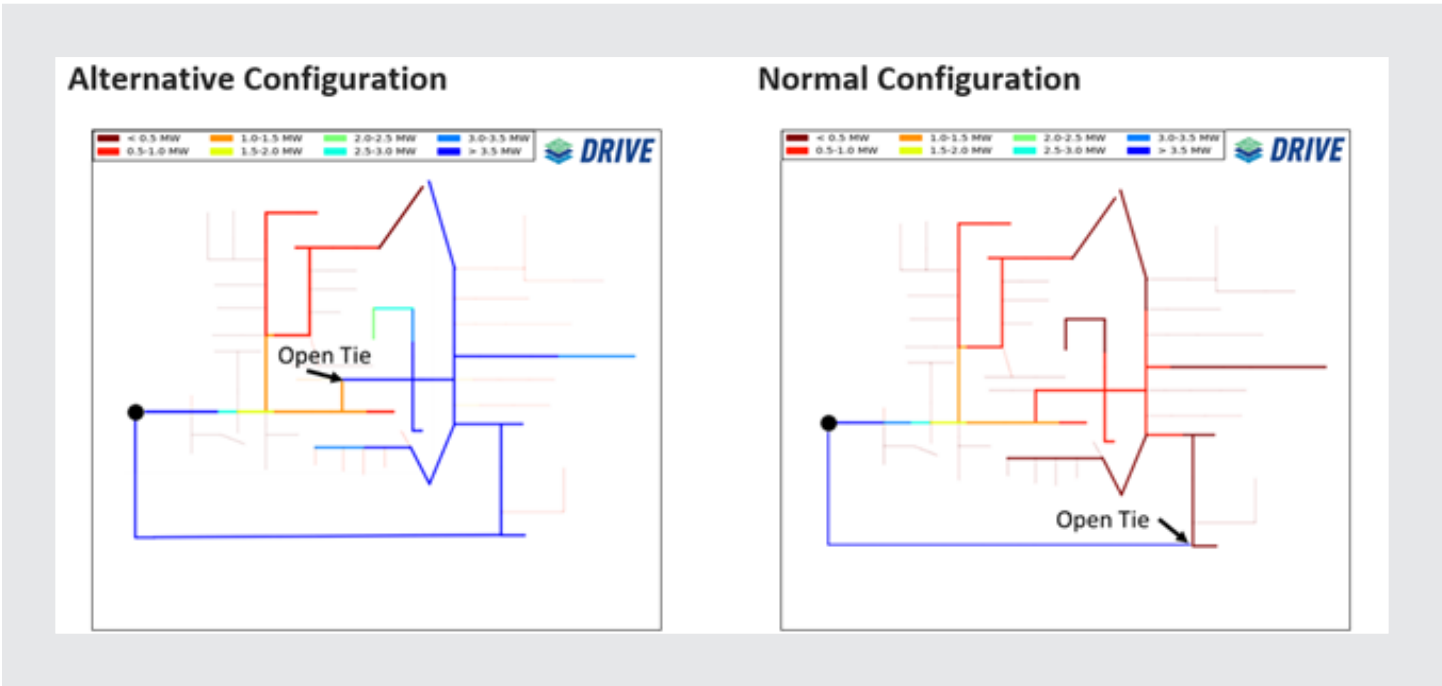 Alternative Configuration
< 0.5 MW 1.0-1.5 MW 2.0-2.5 MW 3.0-3.5 MW
0.5-1.0 MW 1.5-2.0 MW 2.5-3.0 MW > 3.5 MW
DRIVE
Open Tie
Normal Configuration
< 0.5 MW 1.0-1.5 MW 2.0-2.5 MW 3.0-3.5 MW
0.5-1.0 MW 1.5-2.0 MW 2.5-3.0 MW > 3.5 MW
DRIVE
Open Tie